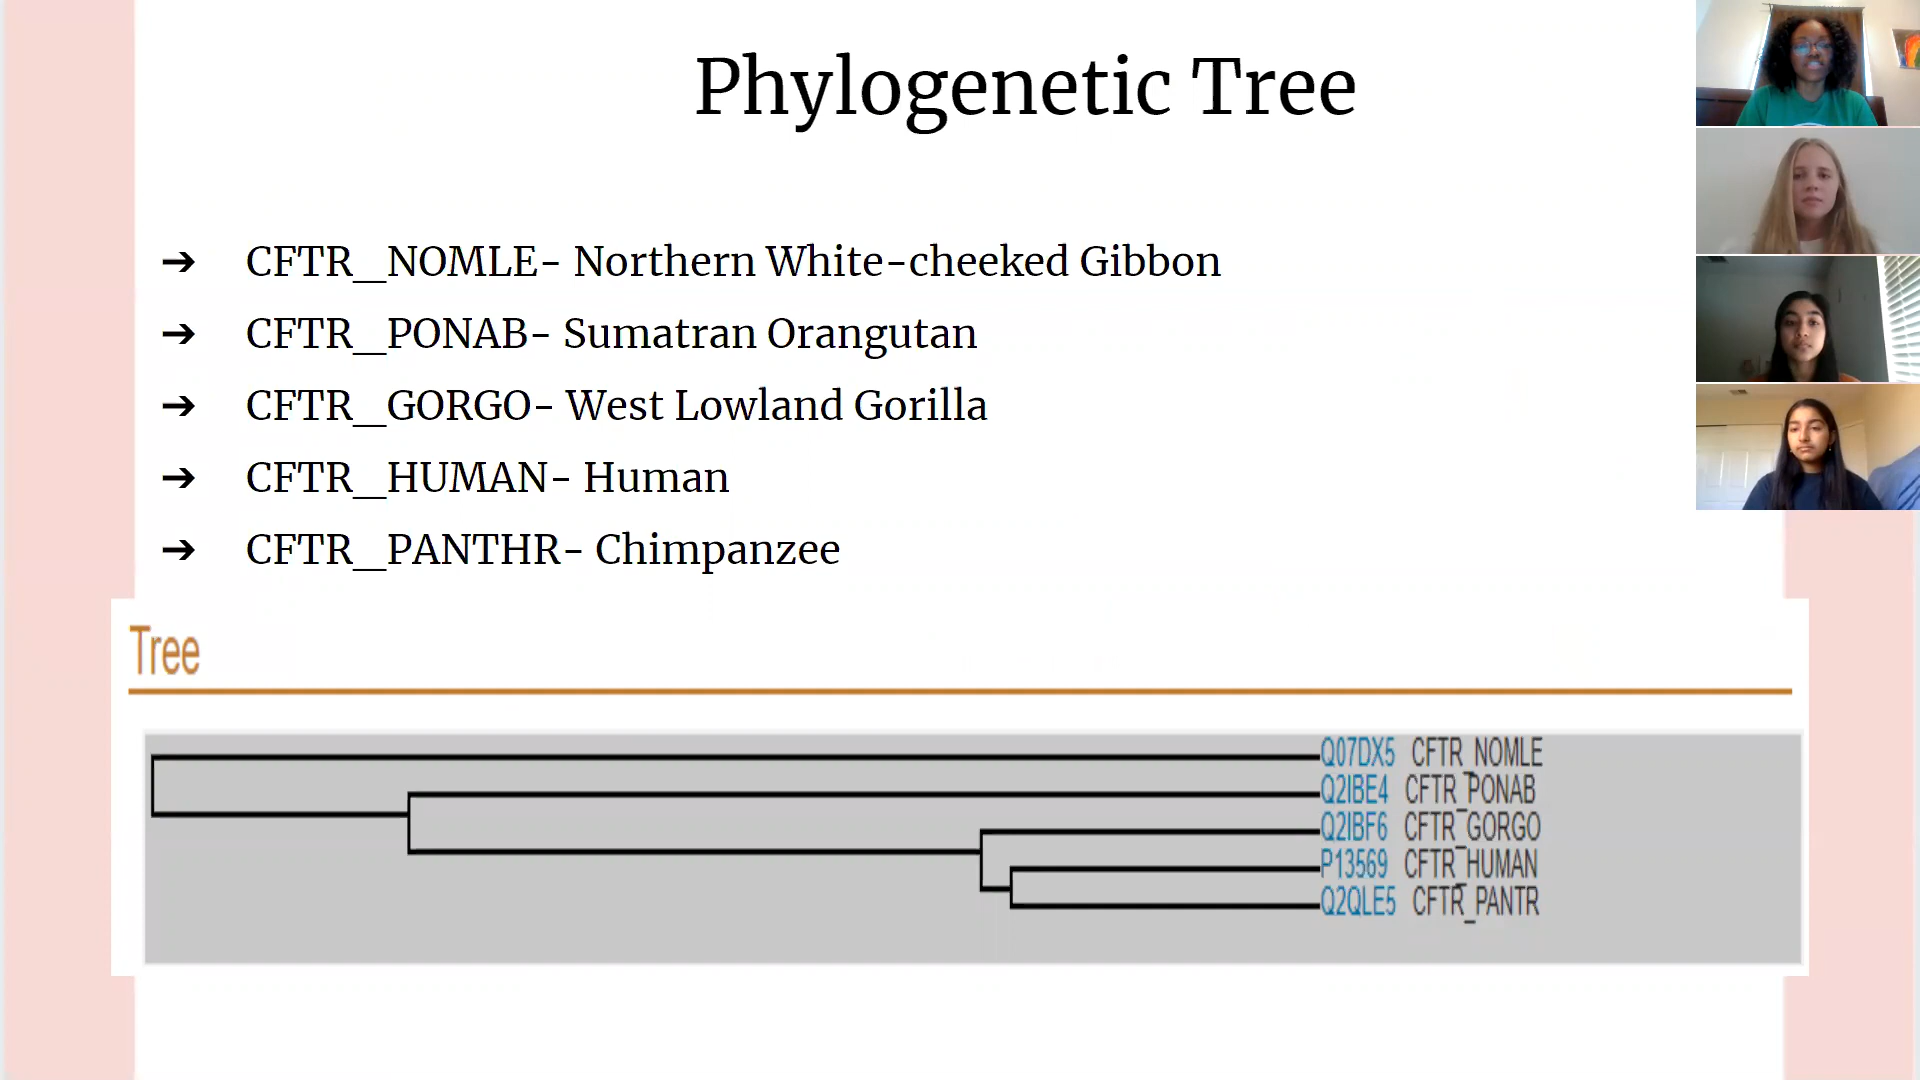 Phylogenetic Tree
➔ CFTR_NOMLE- Northern White-cheeked Gibbon
➔ CFTR_PONAB- Sumatran Orangutan
➔ CFTR_GORGO- West Lowland Gorilla
➔ CFTR_HUMAN- Human
➔ CFTR_PANTHR- Chimpanzee
Tree
Q07DX5 CFTR_NOMLE
Q2IBE4 CFTR_PONAB
Q2IBF6 CFTR_GORGO
P13569 CFTR_HUMAN
Q2QLE5 CFTR_PANTR